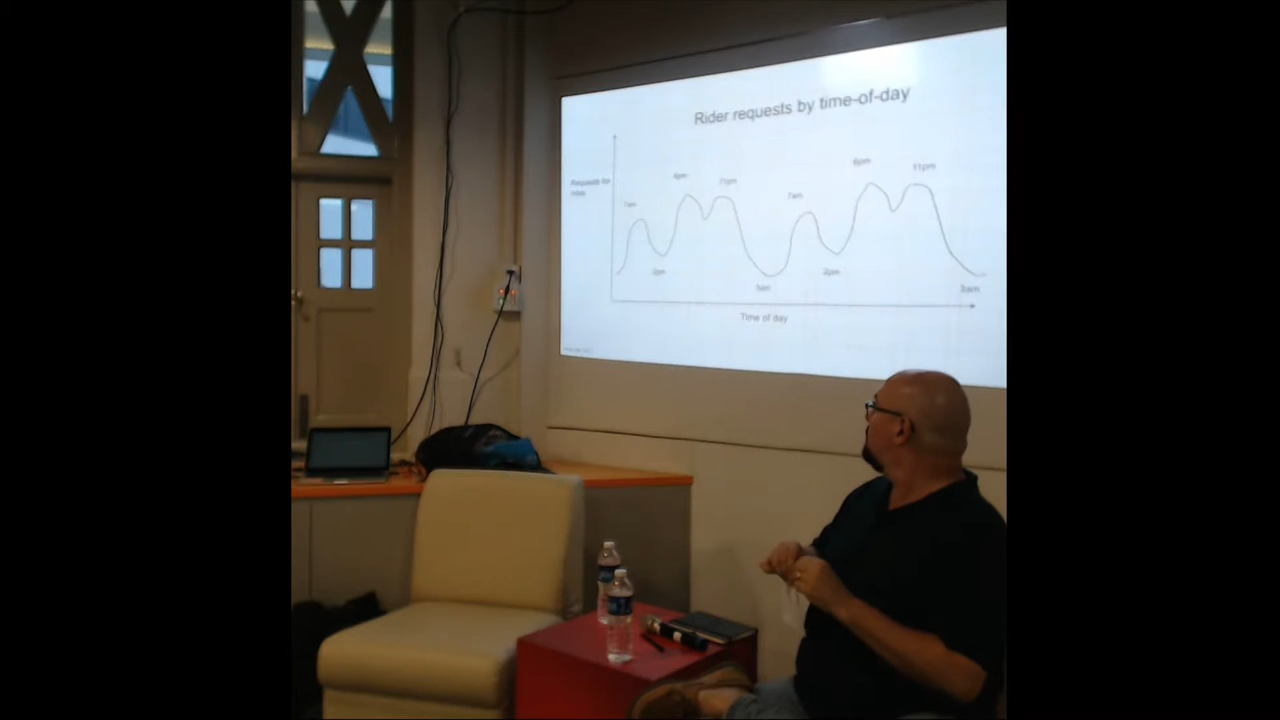 Rider requests by time-of-day
Requests for
rides
7am
6pm
11pm
7am
6pm
11pm
2pm
5am
2pm
3am
Time of day